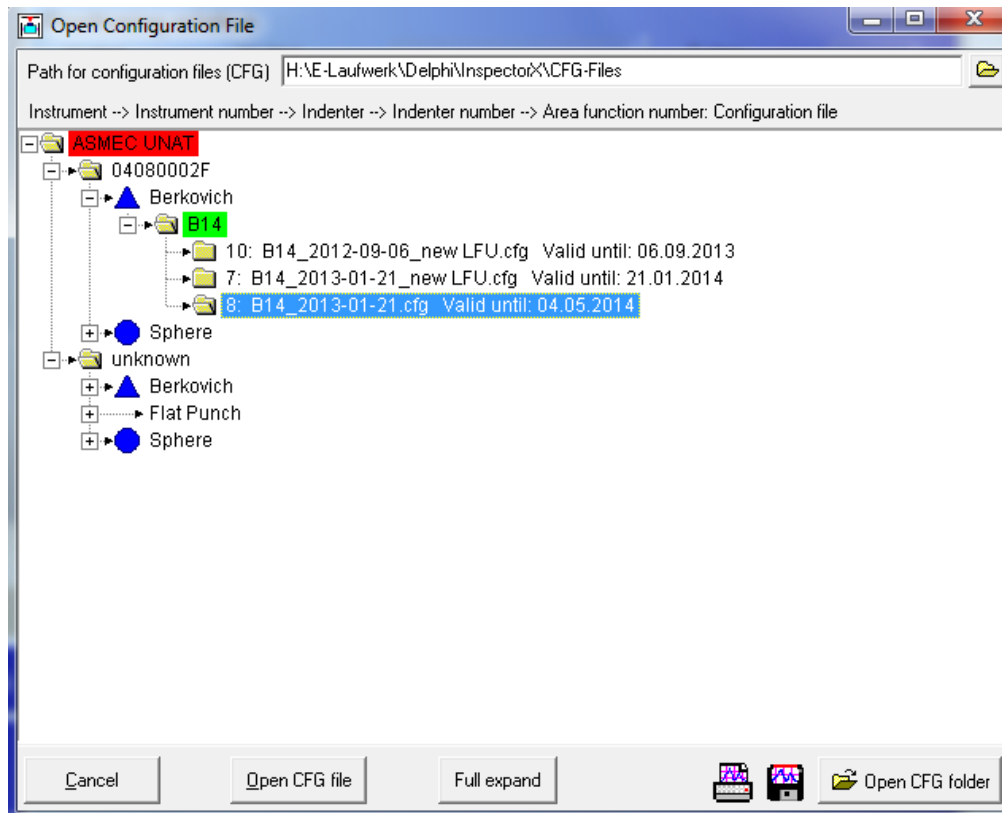 Open Configuration File
Path for configuration files (CFG) H:\E-Laufwerk\Delphi\InspectorX\CFG-Files
Instrument --> Instrument number --> Indenter --> Indenter number --> Area function number: Configuration file
ASMEC UNAT
04080002F
Berkovich
B14
10: B14_2012-09-06_new LFU.cfg Valid until: 06.09.2013
7: B14_2013-01-21_new LFU.cfg Valid until: 21.01.2014
8: B14_2013-01-21.cfg Valid until: 04.05.2014
Sphere
unknown
Berkovich
Flat Punch
Sphere
Cancel Open CFG file Full expand Open CFG folder